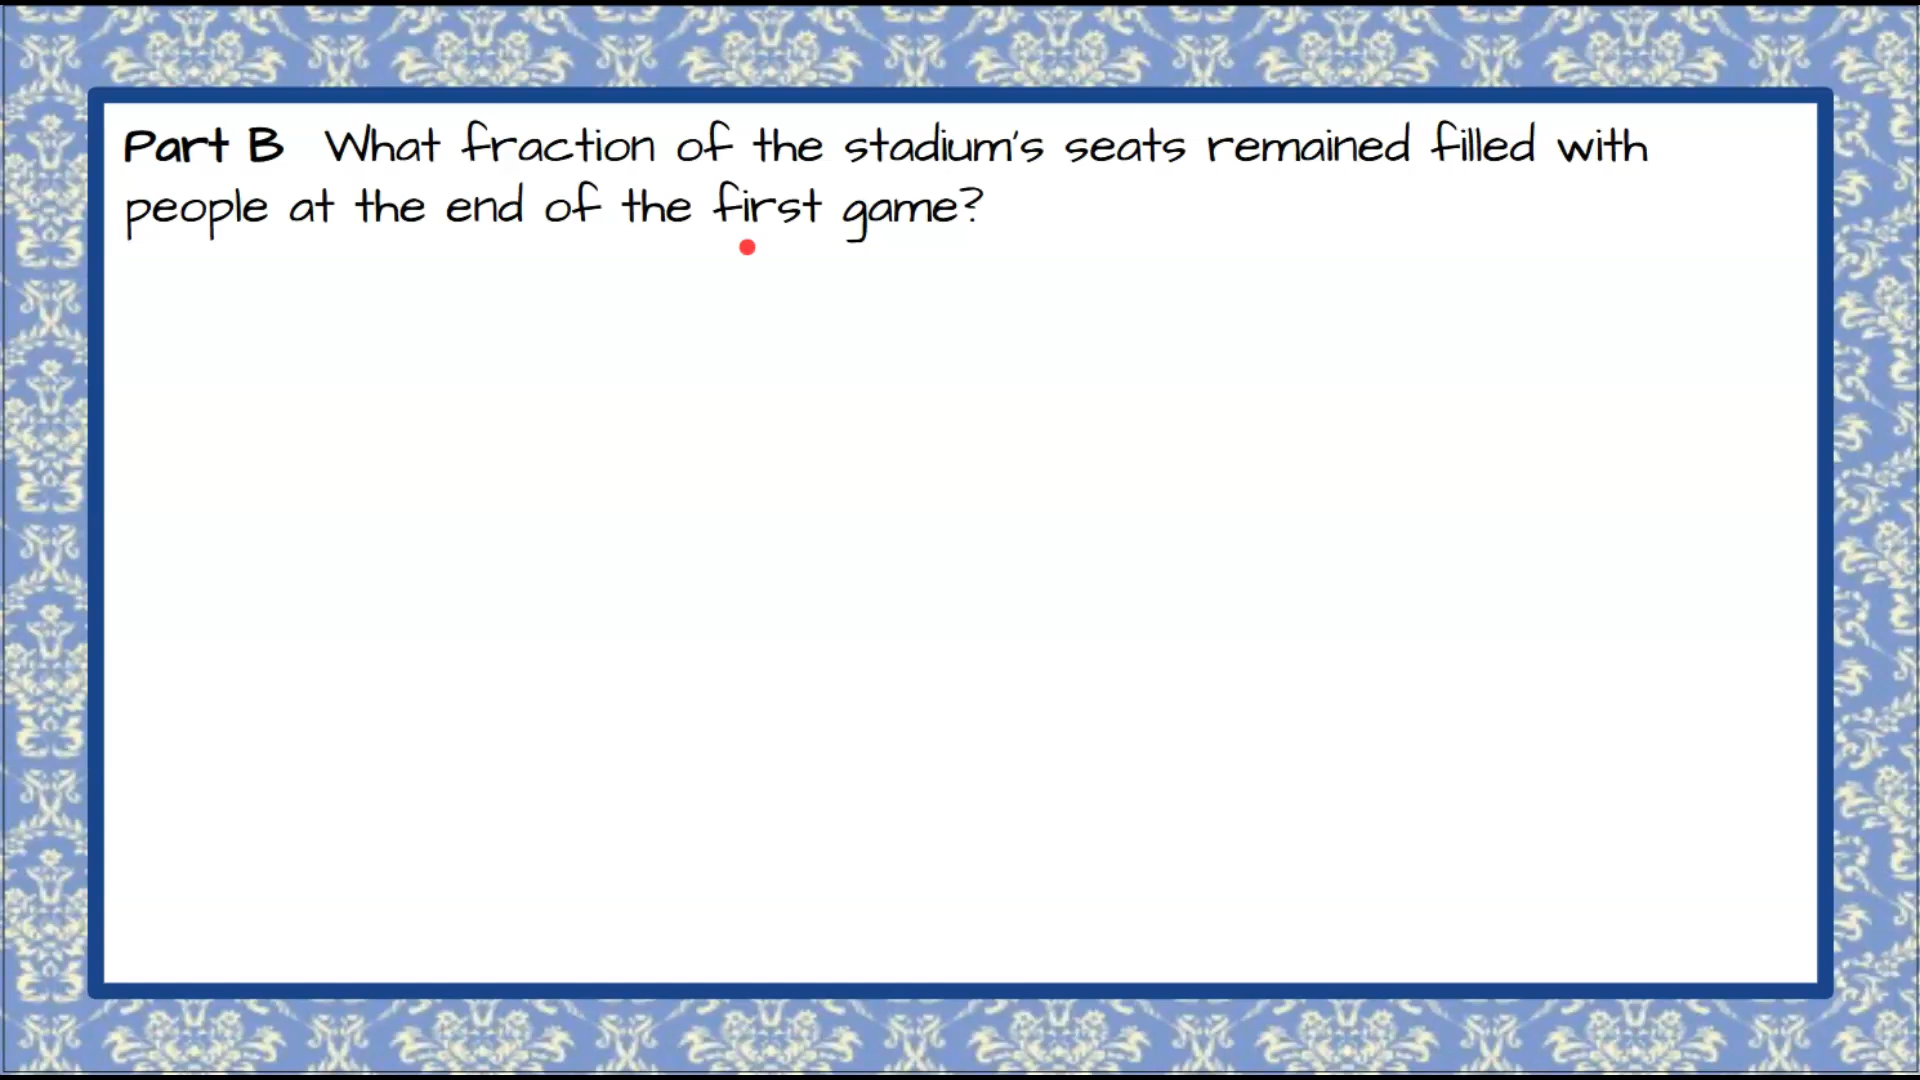 Part B What fraction of the stadium's seats remained filled with
people at the end of the first game?